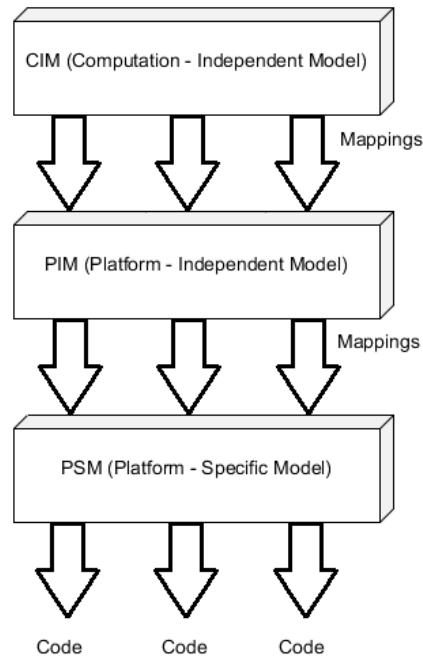 CIM (Computation - Independent Model)
Mappings
PIM (Platform - Independent Model)
Mappings
PSM (Platform - Specific Model)
Code Code Code